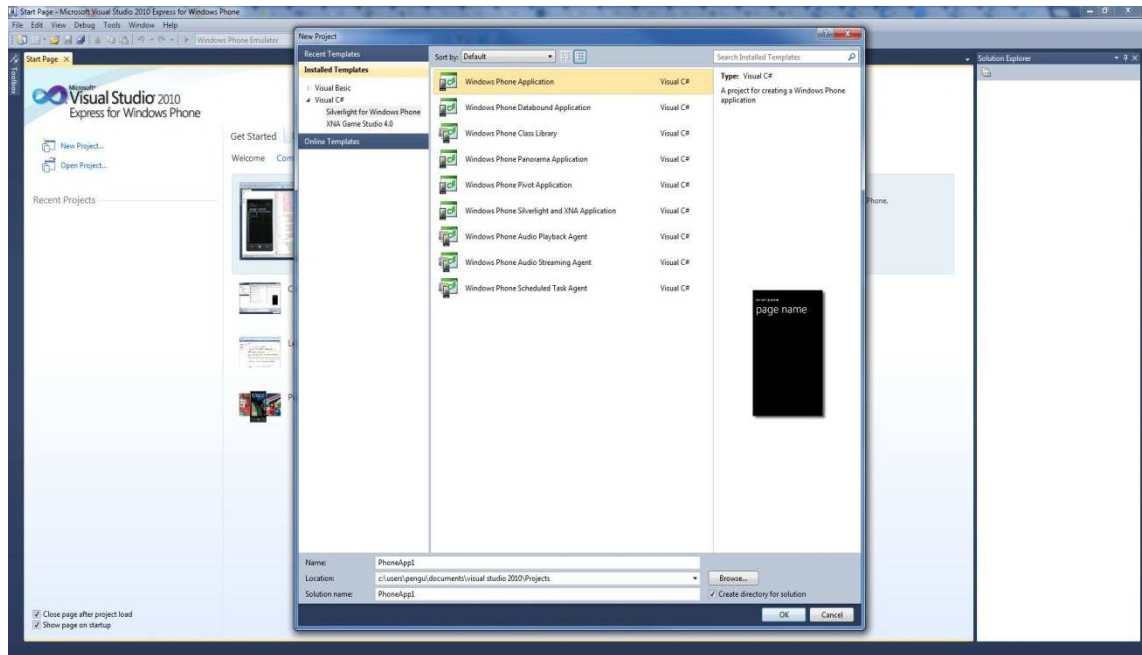 Start Page - Microsoft Visual Studio 2010 Express for Windows Phone
File Edit View Debug Tools Window Help
Windows Phone Emulator
Toolbox
Start Page
Microsoft
Visual Studio 2010
Express for Windows Phone
New Project...
Open Project...
Recent Projects
Get Started
Welcome
Phone.
Close page after project load
Show page on startup
New Project
Recent Templates
Installed Templates
Visual Basic
Visual C#
Silverlight for Windows Phone
XNA Game Studio 4.0
Online Templates
Sort by: Default
Windows Phone Application Visual C#
Windows Phone Databound Application Visual C#
Windows Phone Class Library Visual C#
Windows Phone Panorama Application Visual C#
Windows Phone Pivot Application Visual C#
Windows Phone Silverlight and XNA Application Visual C#
Windows Phone Audio Playback Agent Visual C#
Windows Phone Audio Streaming Agent Visual C#
Windows Phone Scheduled Task Agent Visual C#
Search Installed Templates
Type: Visual C#
A project for creating a Windows Phone
application
page name
Name: PhoneApp1
Location: c:\users\pengu\documents\visual studio 2010\Projects
Browse...
Solution name: PhoneApp1
Create directory for solution
OK Cancel
Solution Explorer